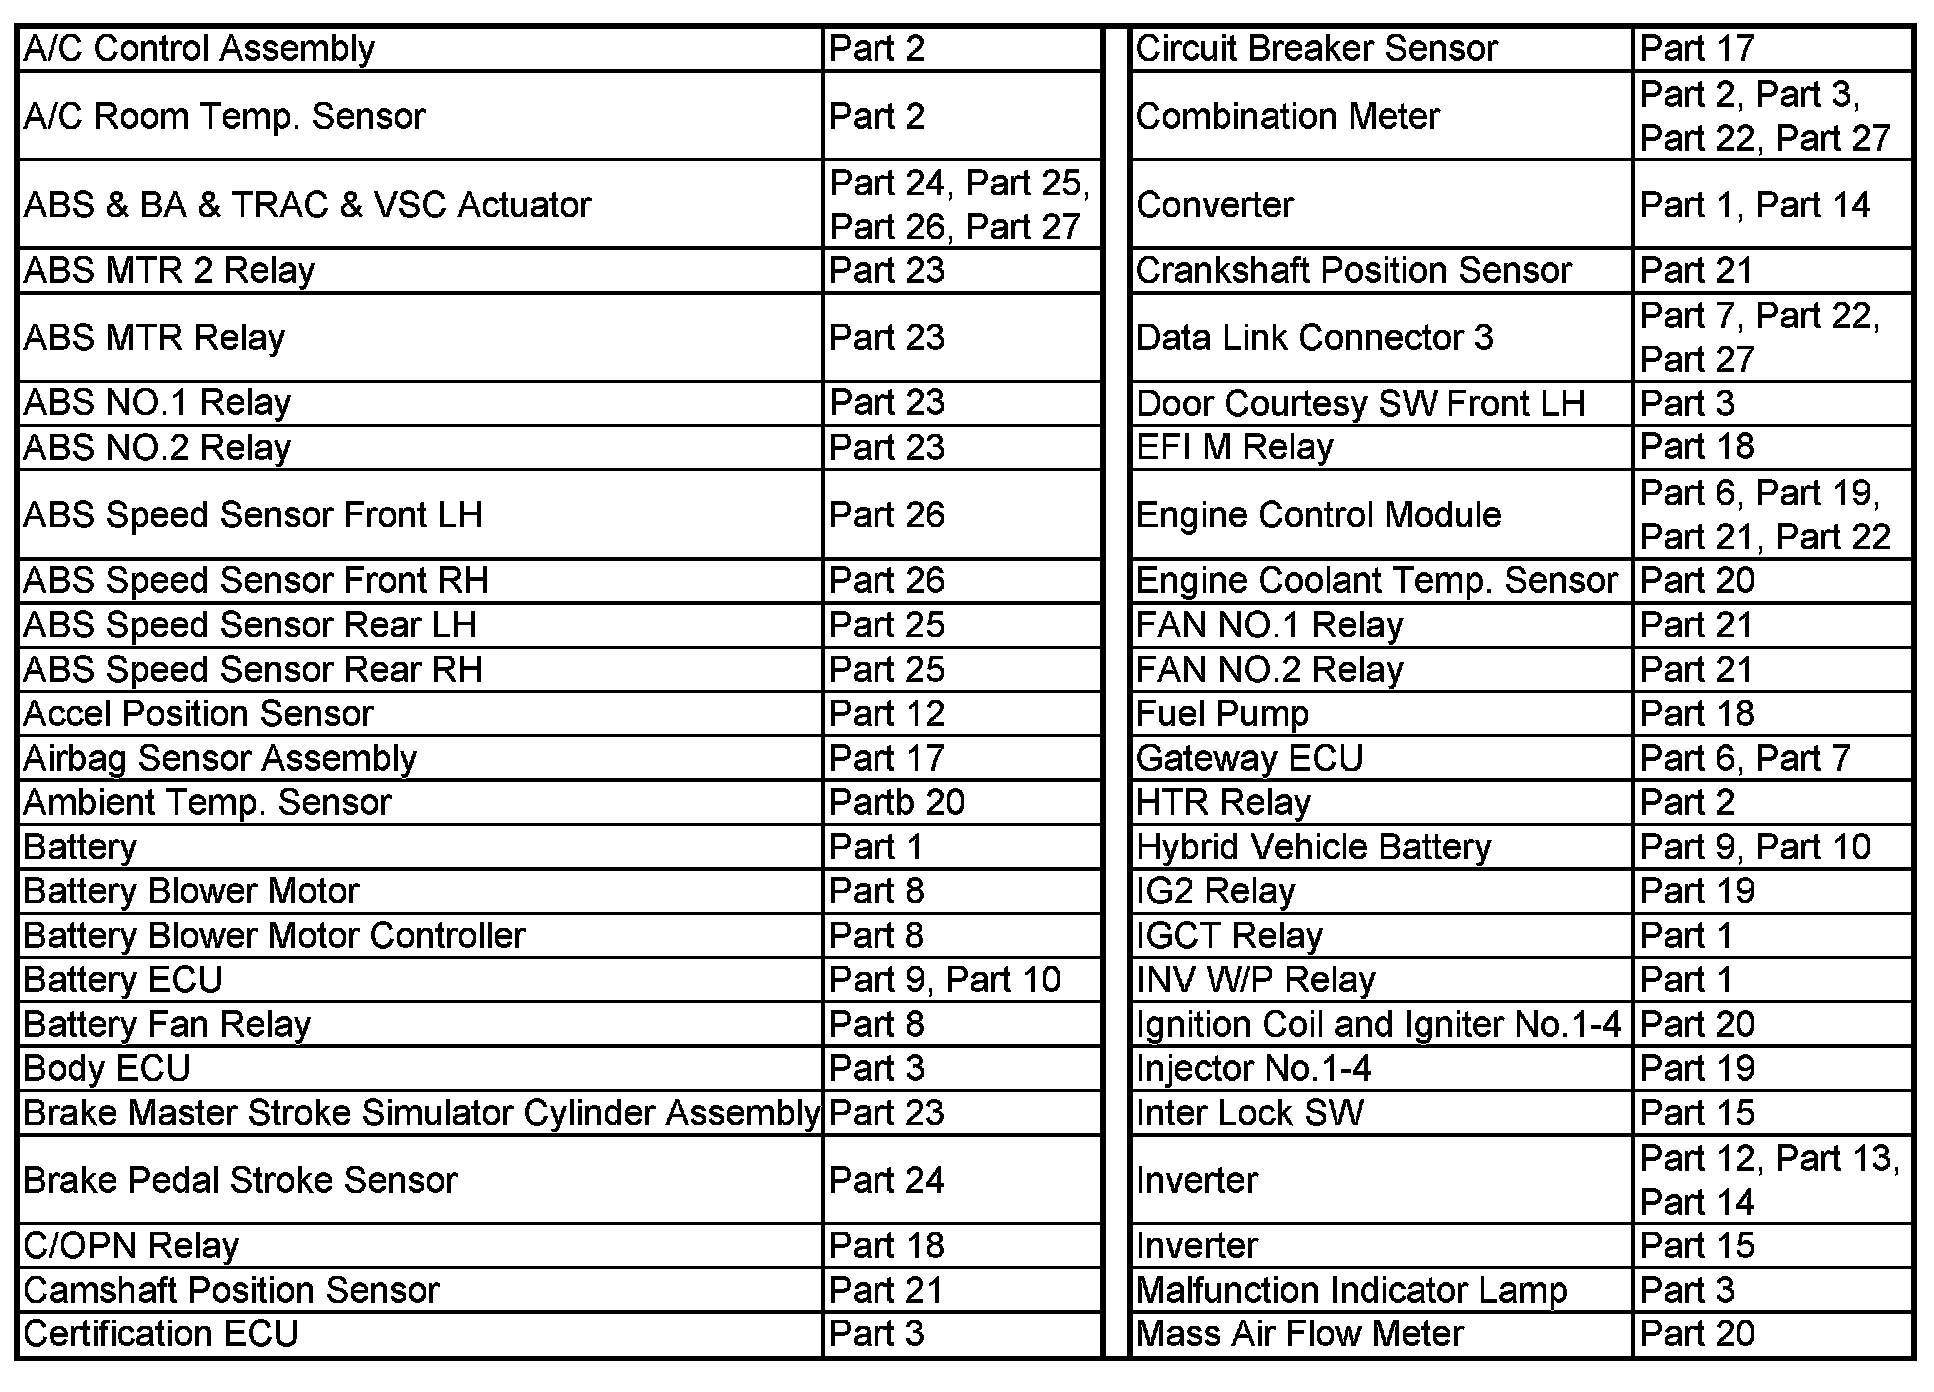 A/C Control Assembly Part 2
A/C Room Temp. Sensor Part 2
ABS & BA & TRAC & VSC Actuator Part 24, Part 25,
Part 26, Part 27
ABS MTR 2 Relay Part 23
ABS MTR Relay Part 23
ABS NO.1 Relay Part 23
ABS NO.2 Relay Part 23
ABS Speed Sensor Front LH Part 26
ABS Speed Sensor Front RH Part 26
ABS Speed Sensor Rear LH Part 25
ABS Speed Sensor Rear RH Part 25
Accel Position Sensor Part 12
Airbag Sensor Assembly Part 17
Ambient Temp. Sensor Partb 20
Battery Part 1
Battery Blower Motor Part 8
Battery Blower Motor Controller Part 8
Battery ECU Part 9, Part 10
Battery Fan Relay Part 8
Body ECU Part 3
Brake Master Stroke Simulator Cylinder Assembly Part 23
Brake Pedal Stroke Sensor Part 24
C/OPN Relay Part 18
Camshaft Position Sensor Part 21
Certification ECU Part 3
Circuit Breaker Sensor Part 17
Combination Meter Part 2, Part 3,
Part 22, Part 27
Converter Part 1, Part 14
Crankshaft Position Sensor Part 21
Data Link Connector 3 Part 7, Part 22,
Part 27
Door Courtesy SW Front LH Part 3
EFI M Relay Part 18
Engine Control Module Part 6, Part 19,
Part 21, Part 22
Engine Coolant Temp. Sensor Part 20
FAN NO.1 Relay Part 21
FAN NO.2 Relay Part 21
Fuel Pump Part 18
Gateway ECU Part 6, Part 7
HTR Relay Part 2
Hybrid Vehicle Battery Part 9, Part 10
IG2 Relay Part 19
IGCT Relay Part 1
INV W/P Relay Part 1
Ignition Coil and Igniter No.1-4 Part 20
Injector No.1-4 Part 19
Inter Lock SW Part 15
Inverter Part 12, Part 13,
Part 14
Inverter Part 15
Malfunction Indicator Lamp Part 3
Mass Air Flow Meter Part 20